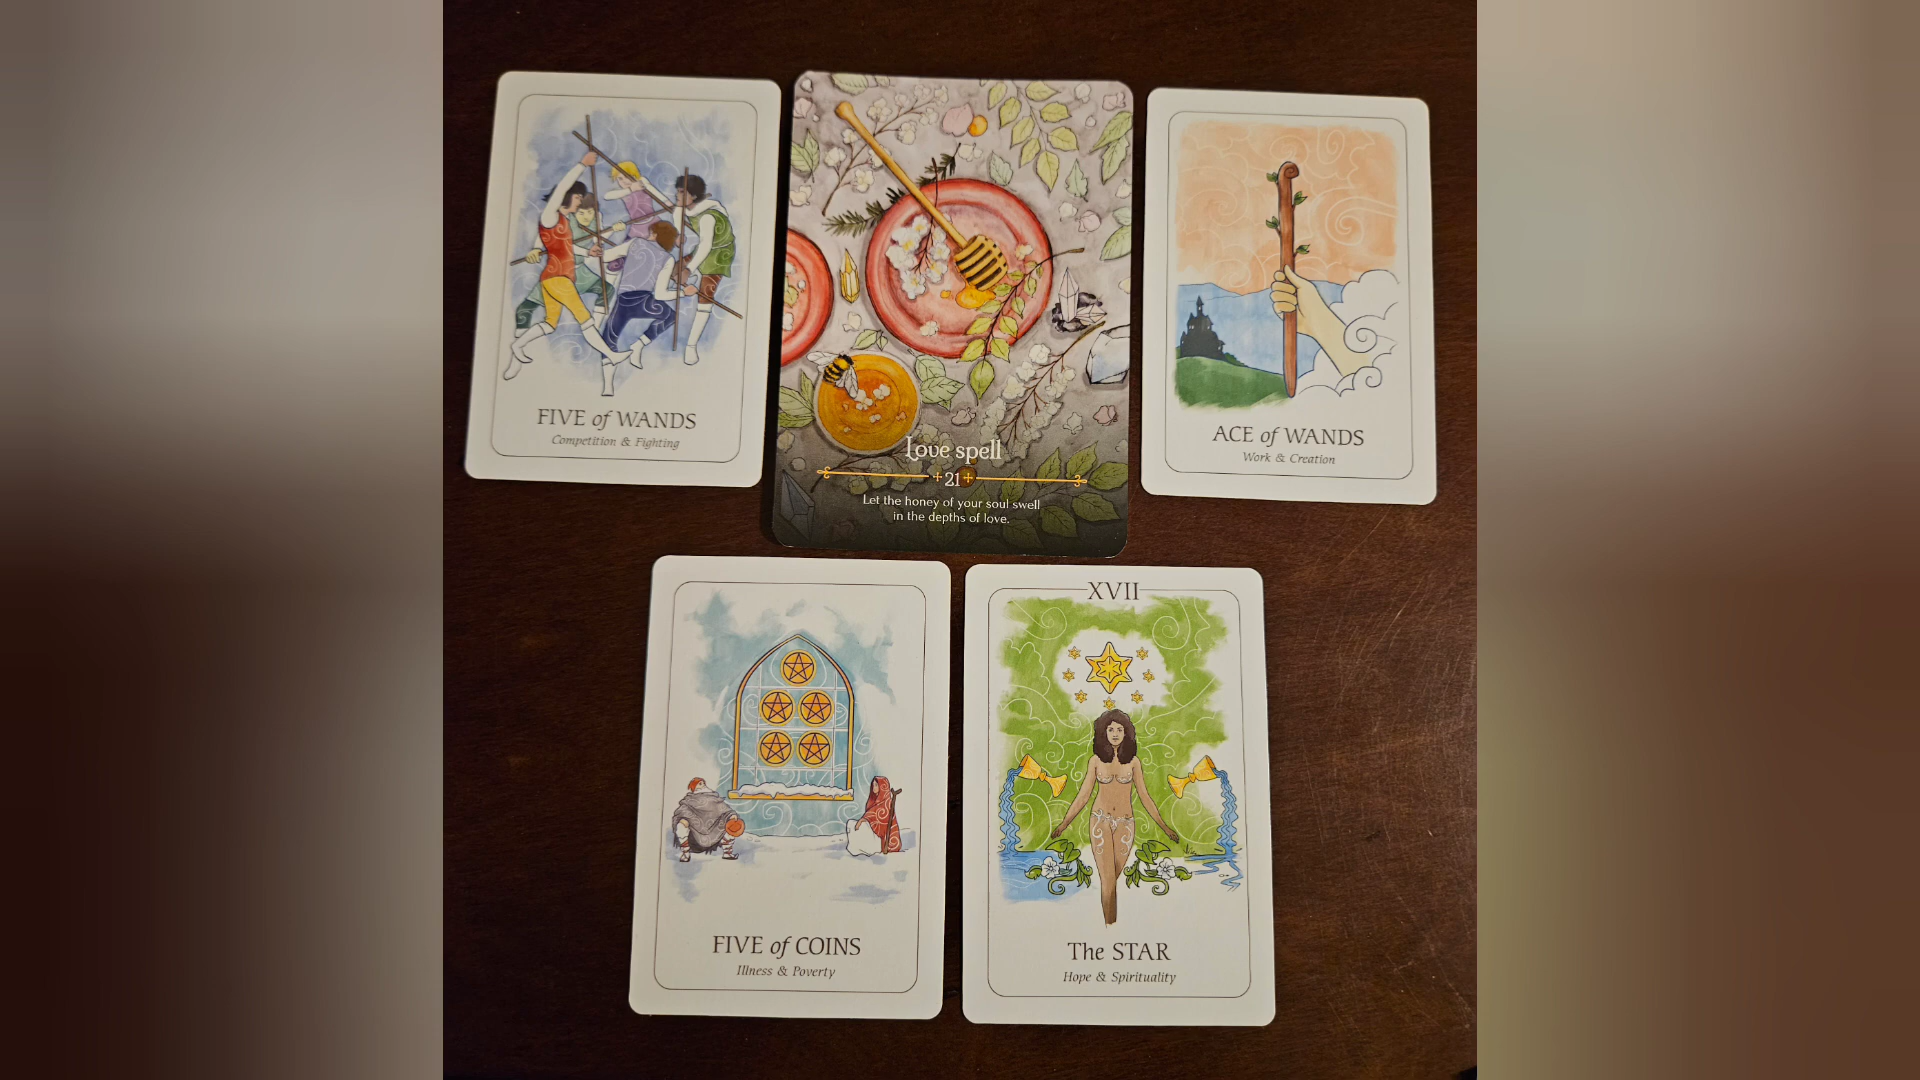 FIVE of WANDS
Competition & Fighting
Love spell
21
Let the honey of your soul swell
in the depths of love.
ACE of WANDS
Work & Creation
FIVE of COINS
Illness & Poverty
XVII
The STAR
Hope & Spirituality